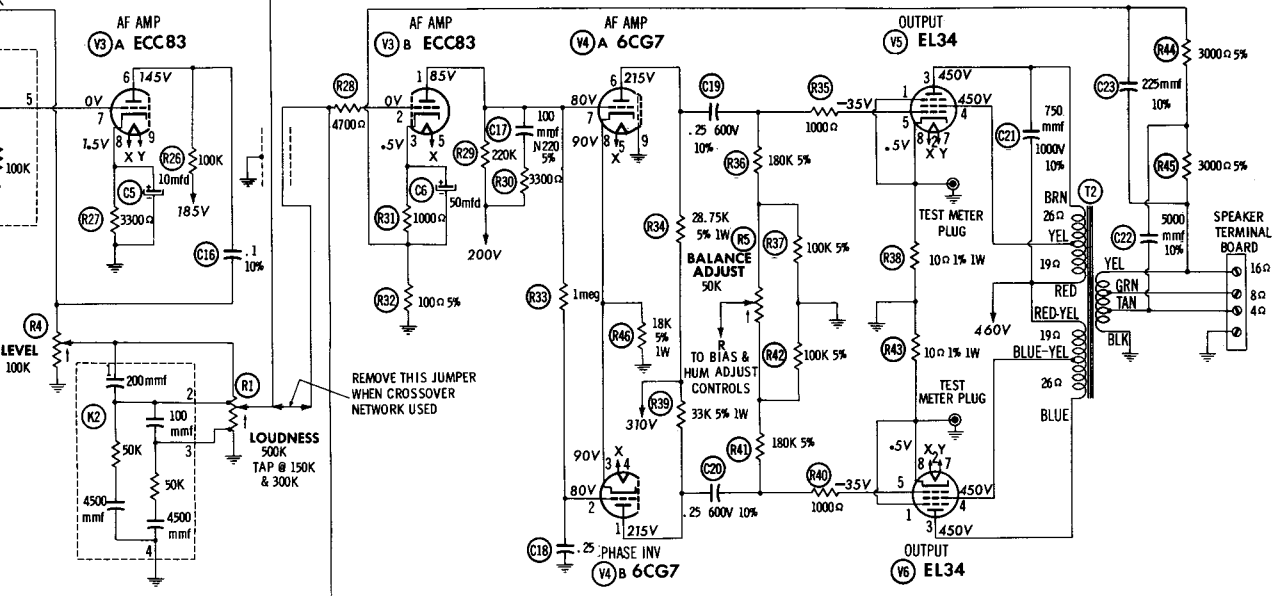 AF AMP
V3 A ECC83
6 145V
5
0V
7
1.5V
8 9
X Y
R26
100K
10mfd
C5
185V
R27
3300Ω
100K
C16
.1
10%
R4
LEVEL
100K
1
200mmf
K2
2
100
mmf
3
50K
50K
4500
mmf
4500
mmf
4
R1
LOUDNESS
500K
TAP @ 150K
& 300K
REMOVE THIS JUMPER
WHEN CROSSOVER
NETWORK USED
AF AMP
V3 B ECC83
1 85V
R28
4700Ω
0V
2
.5V
3 5
X
R29
220K
C17
100
mmf
N220
5%
R30
3300Ω
200V
C6
50mfd
R31
1000Ω
R32
100Ω 5%
AF AMP
V4 A 6CG7
6 215V
80V
7
90V
8 5 9
X
R33
1meg
R34
28.75K
5% 1W
R46
18K
5%
1W
310V
R39
33K 5% 1W
90V
X
3 4
80V
2
1 215V
C18
.25
PHASE INV
V4 B 6CG7
C19
.25 600V
10%
R36
180K 5%
R5
BALANCE
ADJUST
50K
R37
100K 5%
R
TO BIAS &
HUM ADJUST
CONTROLS
R42
100K 5%
R41
180K 5%
C20
.25 600V 10%
R35
1000Ω
-35V
R40
1000Ω
-35V
OUTPUT
V5 EL34
3 450V
1
5
450V
4
8 2 7
X Y
.5V
TEST METER
PLUG
R38
10Ω 1% 1W
R43
10Ω 1% 1W
TEST
METER PLUG
.5V
X Y
8 2 7
5
1
450V
4
3 450V
OUTPUT
V6 EL34
750
mmf
1000V
10%
C21
T2
BRN
26Ω
YEL
19Ω
RED
460V
RED-YEL
19Ω
BLUE-YEL
26Ω
BLUE
C23
225mmf
10%
R44
3000Ω 5%
R45
3000Ω 5%
5000
mmf
10%
C22
YEL
GRN
TAN
BLK
SPEAKER
TERMINAL
BOARD
16Ω
8Ω
4Ω